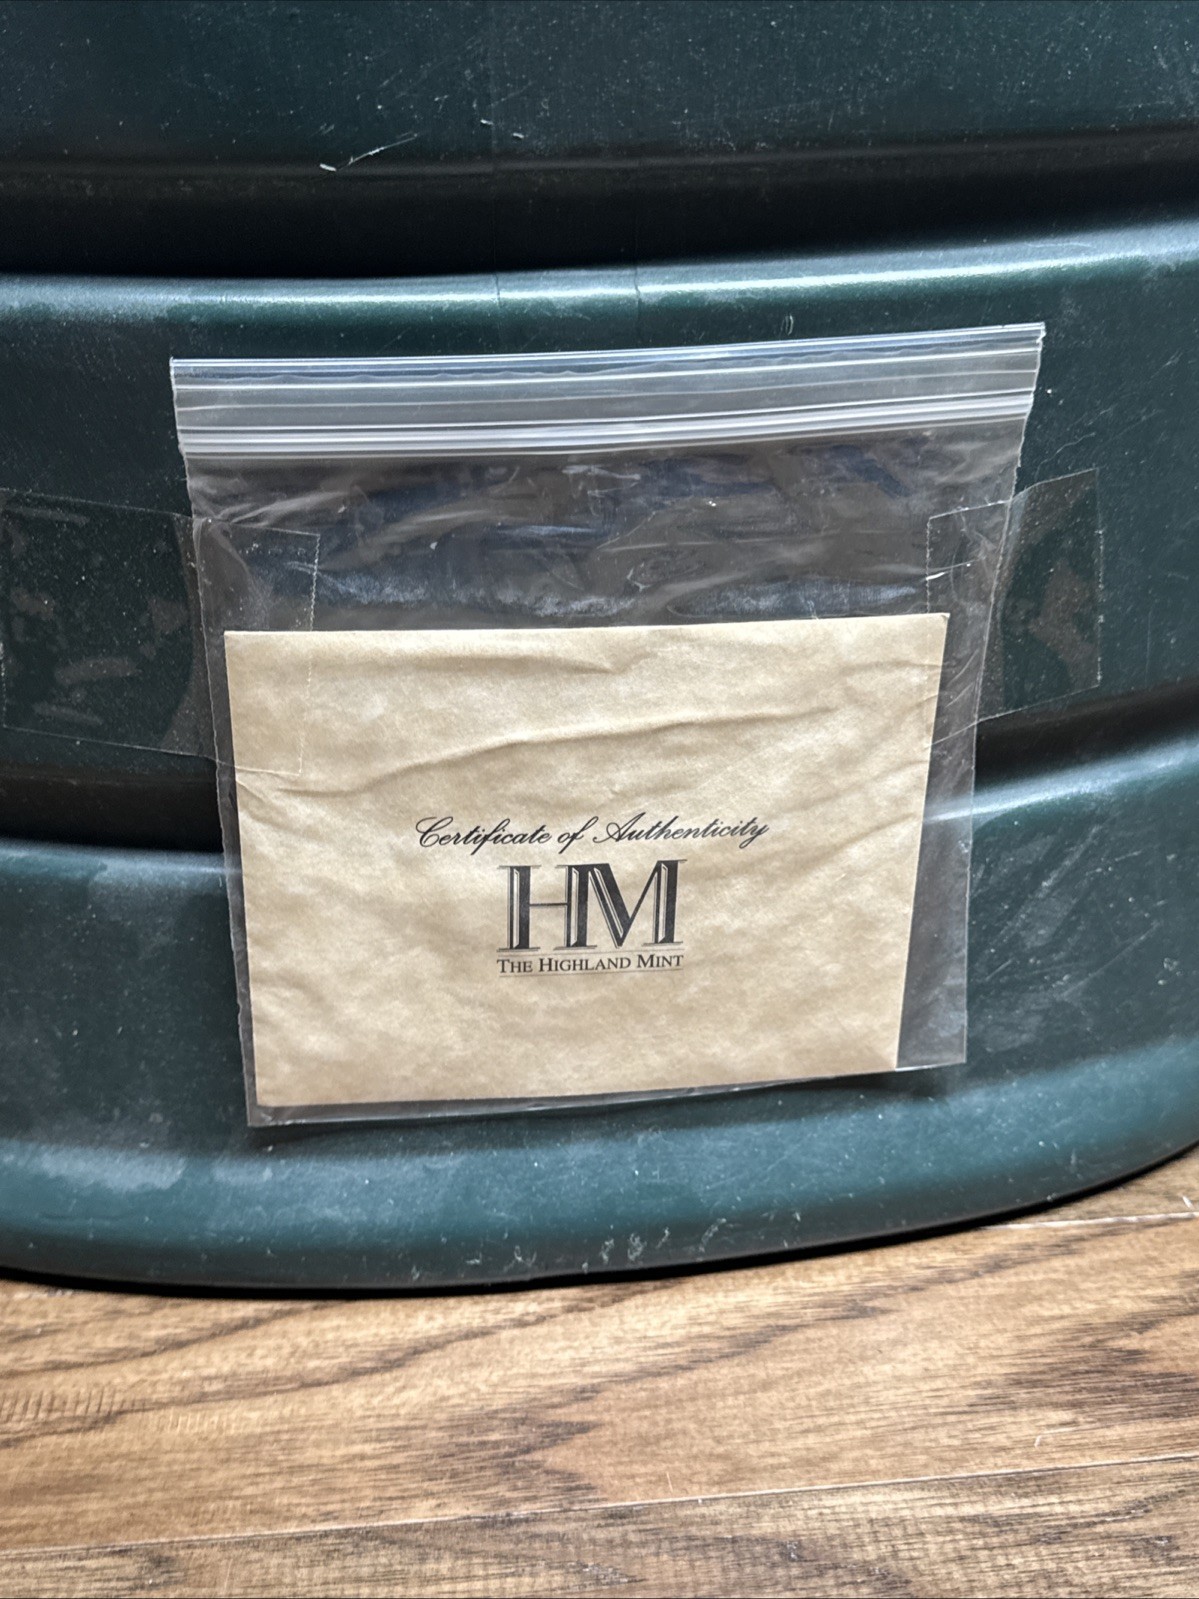 Certificate of Authenticity
HM
THE HIGHLAND MINT